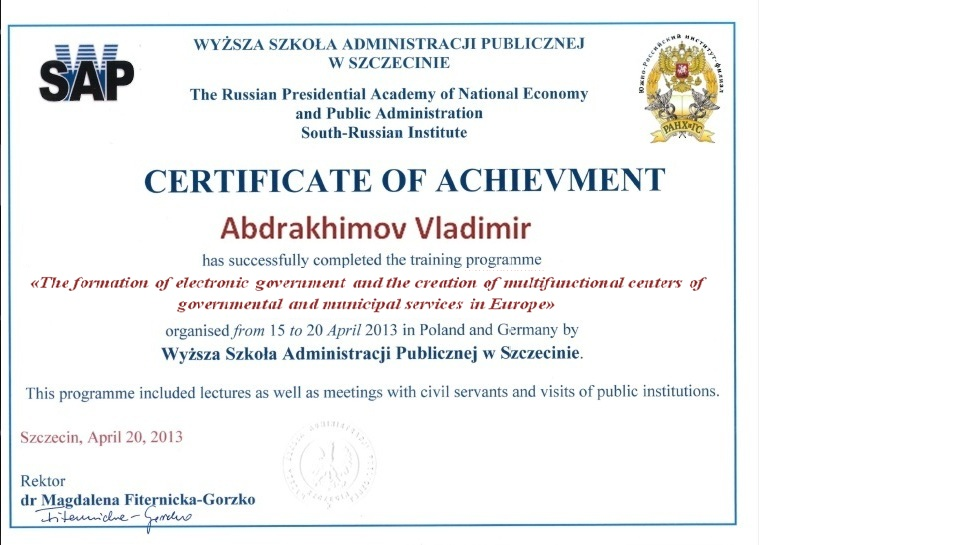 WYŻSZA SZKOŁA ADMINISTRACJI PUBLICZNEJ
W SZCZECINIE
SAP
The Russian Presidential Academy of National Economy
and Public Administration
South-Russian Institute
Южно-Российский институт-филиал
РАНХиГС
CERTIFICATE OF ACHIEVMENT
Abdrakhimov Vladimir
has successfully completed the training programme
«The formation of electronic government and the creation of multifunctional centers of
governmental and municipal services in Europe»
organised from 15 to 20 April 2013 in Poland and Germany by
Wyższa Szkoła Administracji Publicznej w Szczecinie.
This programme included lectures as well as meetings with civil servants and visits of public institutions.
Szczecin, April 20, 2013
Rektor
dr Magdalena Fiternicka-Gorzko
Fiternicka-Gorzko